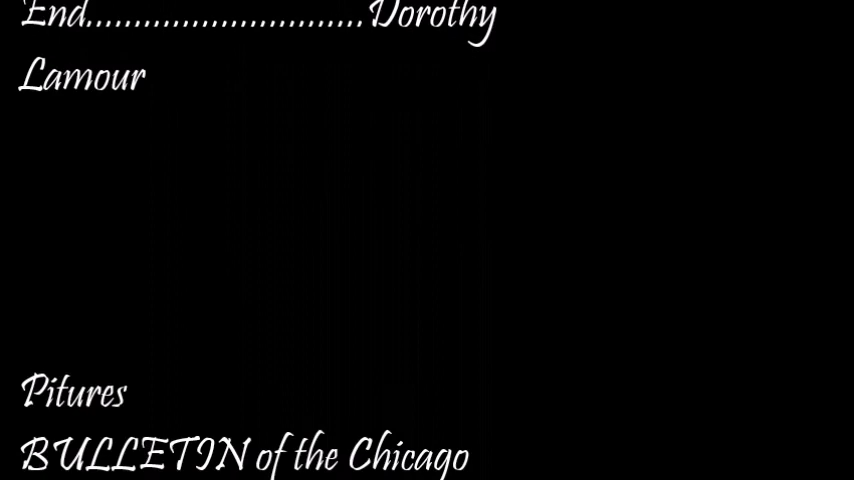 End.............................Dorothy
Lamour
Pitures
BULLETIN of the Chicago